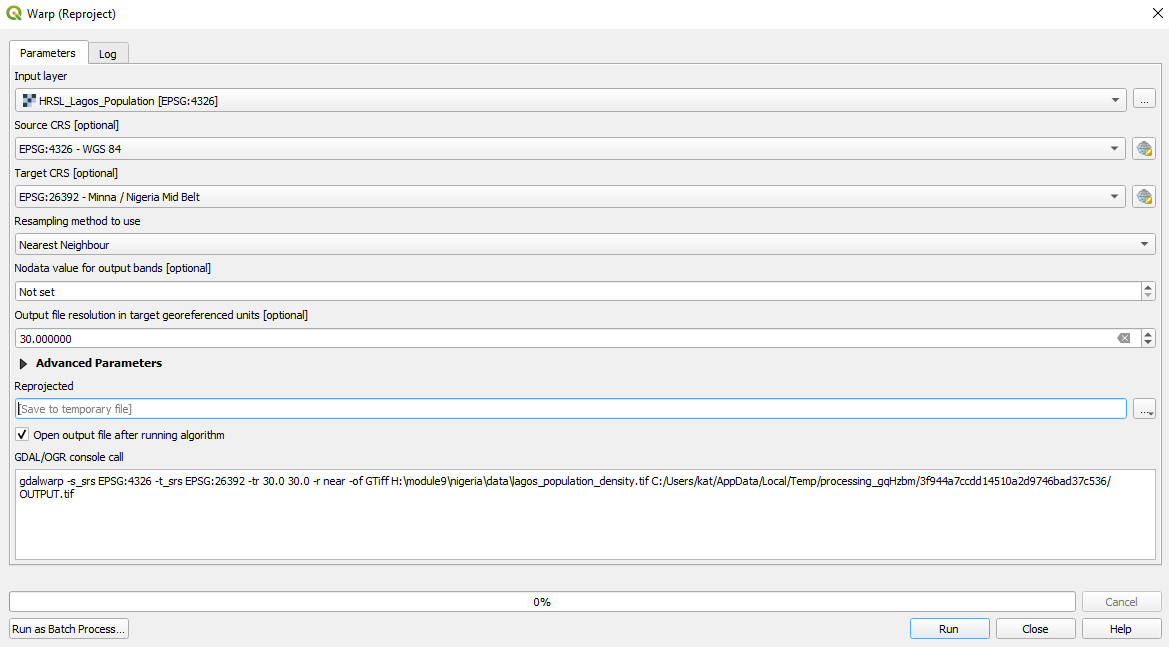 Warp (Reproject)
Parameters
Log
Input layer
HRSL_Lagos_Population [EPSG:4326]
...
Source CRS [optional]
EPSG:4326 - WGS 84
Target CRS [optional]
EPSG:26392 - Minna / Nigeria Mid Belt
Resampling method to use
Nearest Neighbour
Nodata value for output bands [optional]
Not set
Output file resolution in target georeferenced units [optional]
30.000000
Advanced Parameters
Reprojected
[Save to temporary file]
...
Open output file after running algorithm
GDAL/OGR console call
gdalwarp -s_srs EPSG:4326 -t_srs EPSG:26392 -tr 30.0 30.0 -r near -of GTiff H:\module9\nigeria\data\lagos_population_density.tif C:/Users/kat/AppData/Local/Temp/processing_gqHzbm/3f944a7ccdd14510a2d9746bad37c536/
OUTPUT.tif
0%
Cancel
Run as Batch Process...
Run
Close
Help